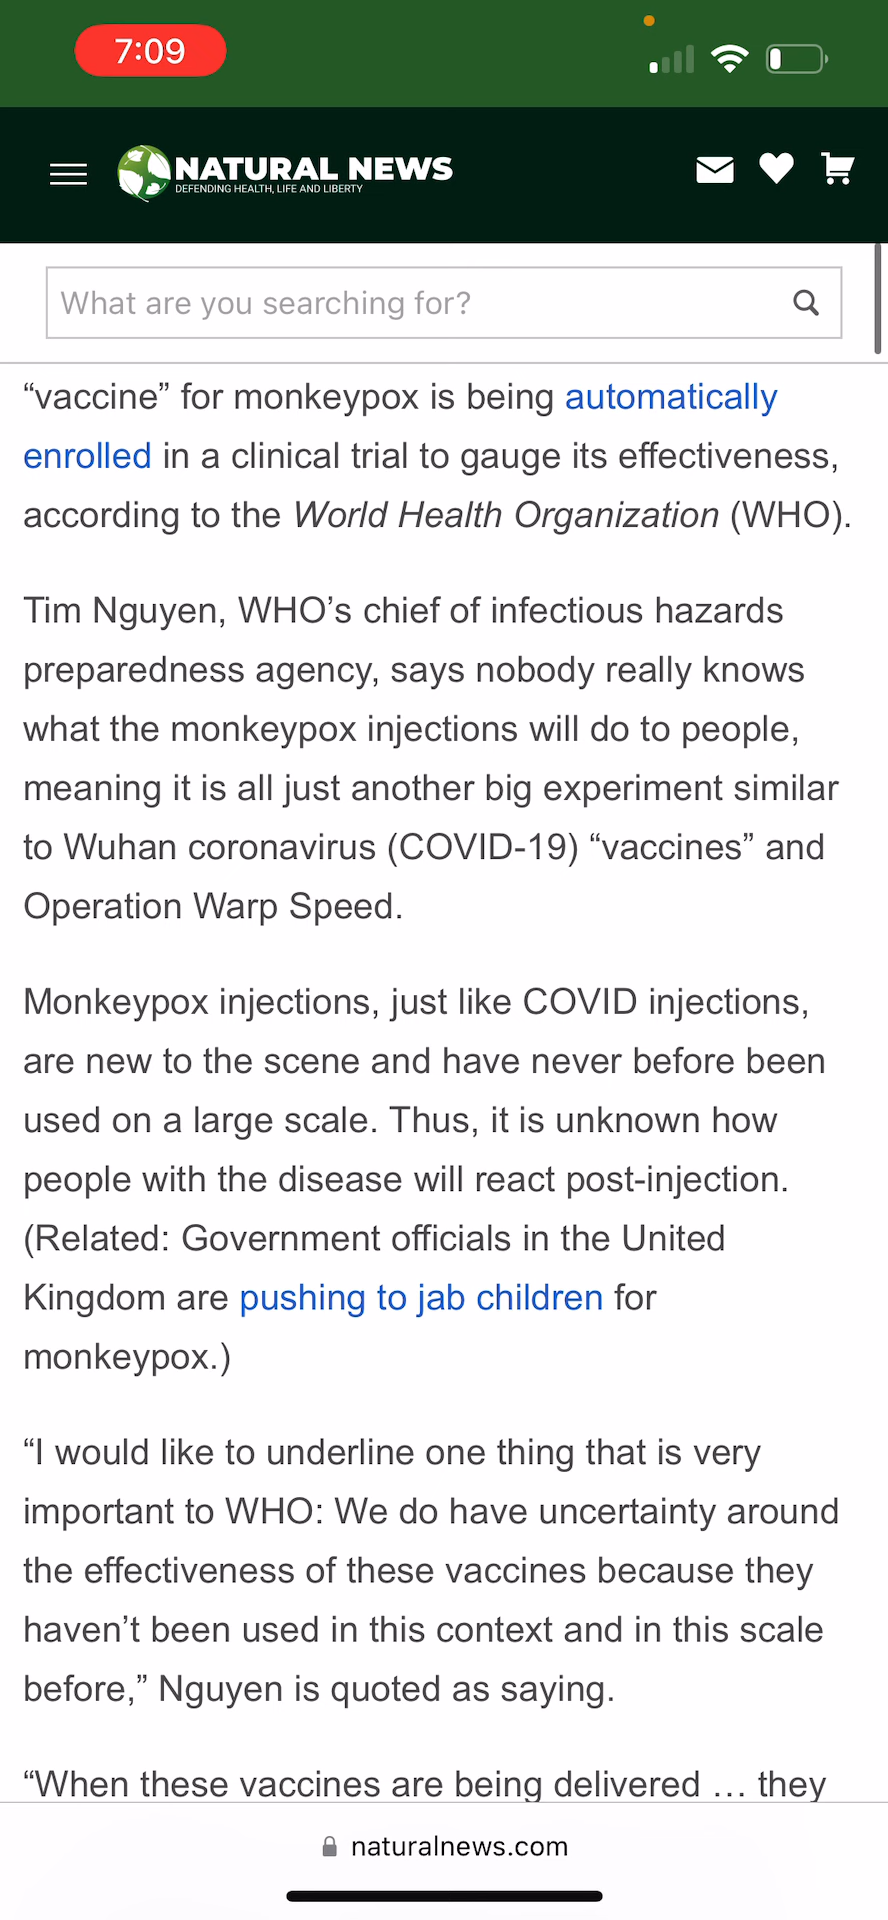 7:09
NATURAL NEWS
DEFENDING HEALTH, LIFE AND LIBERTY
What are you searching for?
“vaccine” for monkeypox is being automatically
enrolled in a clinical trial to gauge its effectiveness,
according to the World Health Organization (WHO).
Tim Nguyen, WHO’s chief of infectious hazards
preparedness agency, says nobody really knows
what the monkeypox injections will do to people,
meaning it is all just another big experiment similar
to Wuhan coronavirus (COVID-19) “vaccines” and
Operation Warp Speed.
Monkeypox injections, just like COVID injections,
are new to the scene and have never before been
used on a large scale. Thus, it is unknown how
people with the disease will react post-injection.
(Related: Government officials in the United
Kingdom are pushing to jab children for
monkeypox.)
“I would like to underline one thing that is very
important to WHO: We do have uncertainty around
the effectiveness of these vaccines because they
haven’t been used in this context and in this scale
before,” Nguyen is quoted as saying.
“When these vaccines are being delivered … they
naturalnews.com